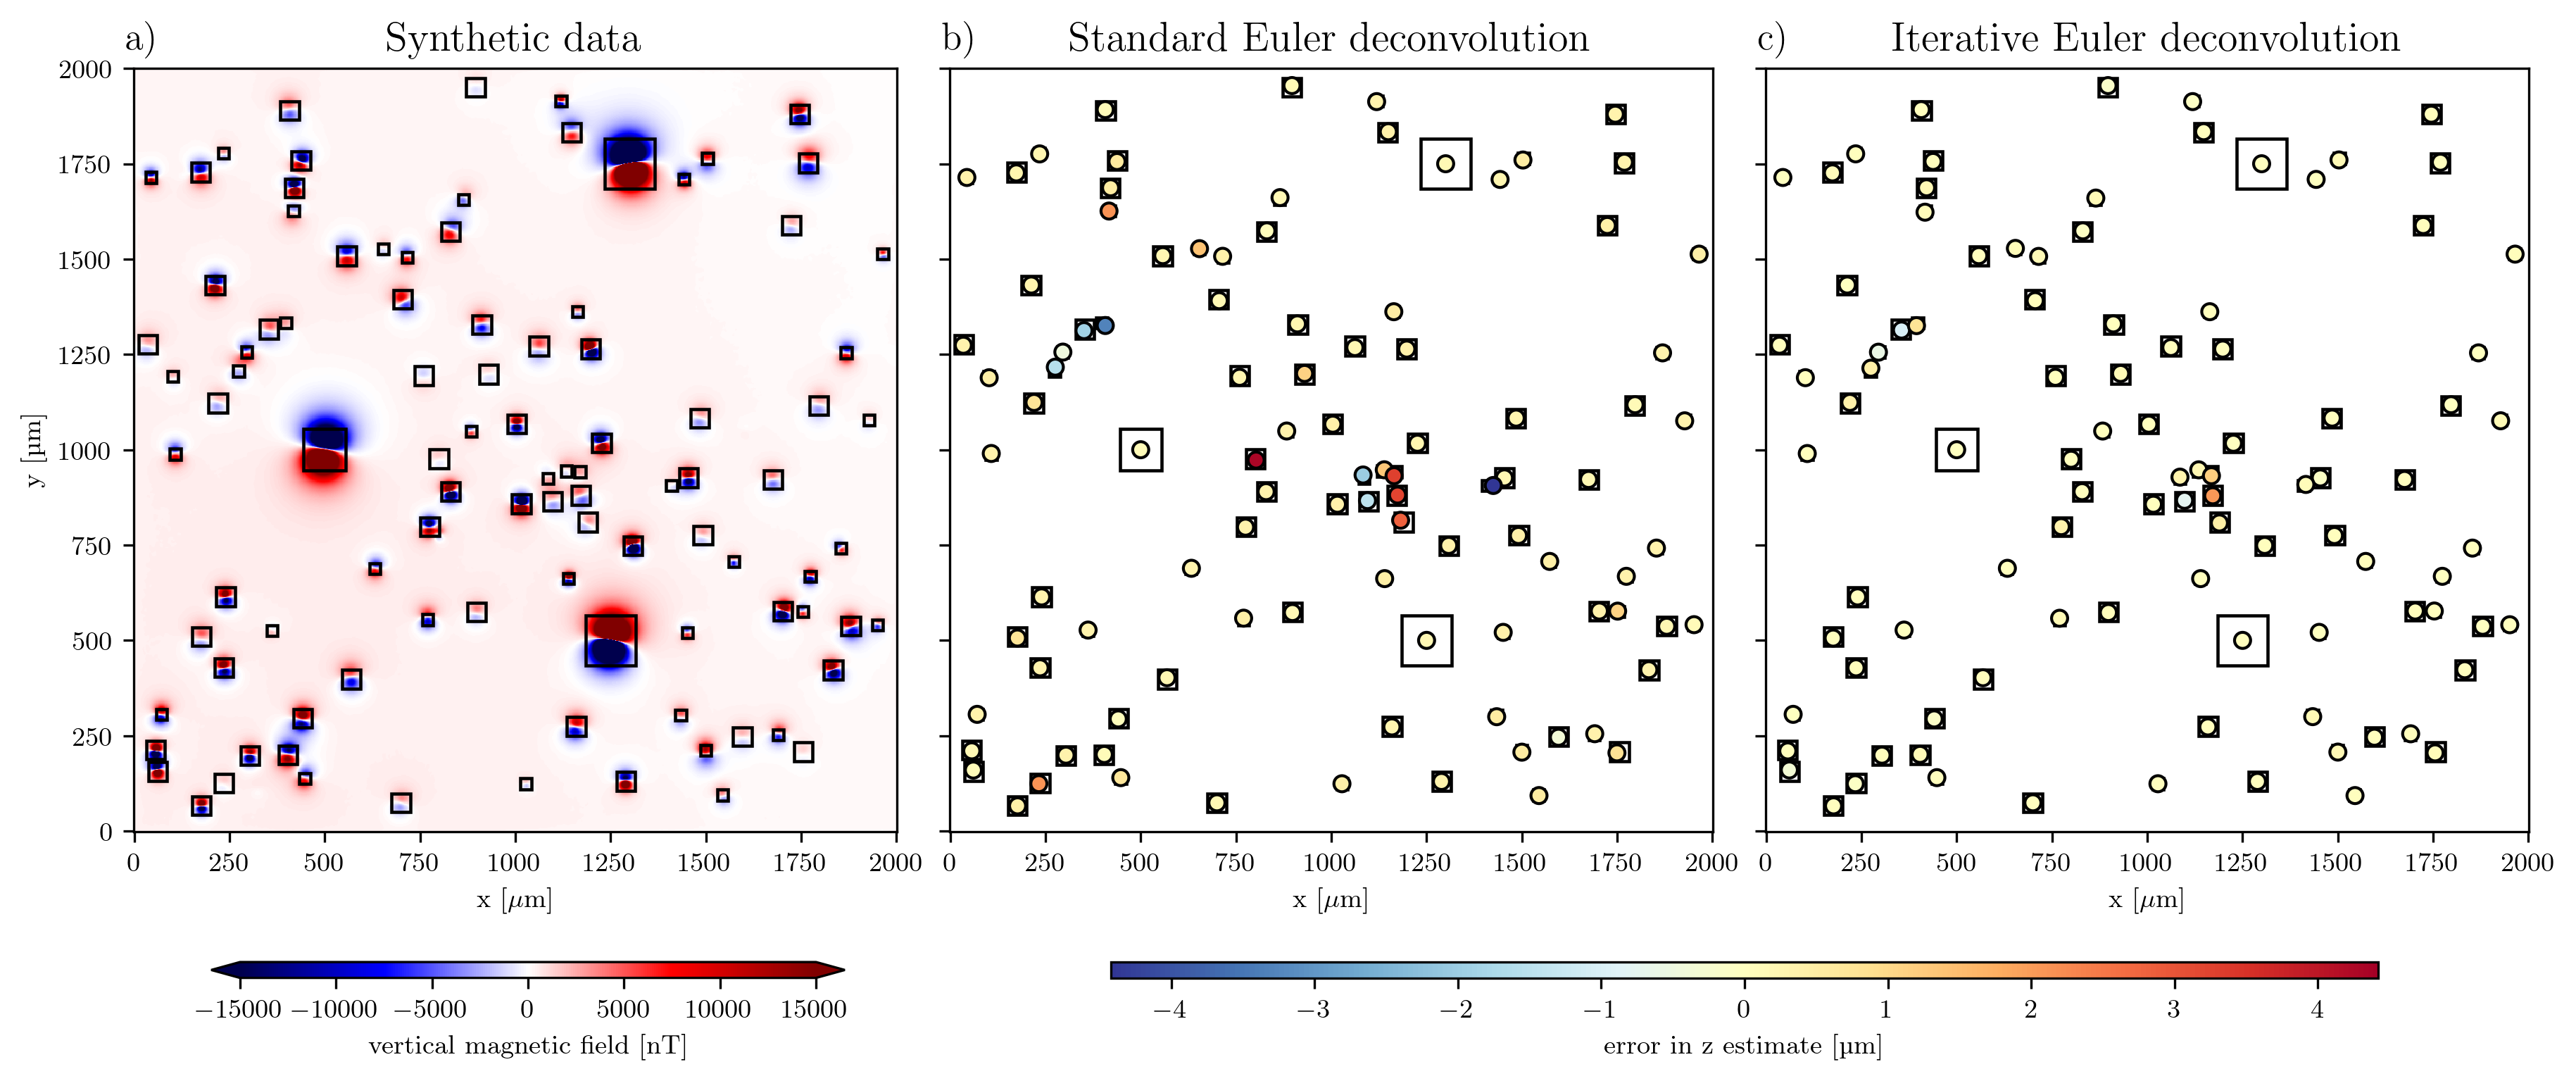 a) Synthetic data
b) Standard Euler deconvolution
c) Iterative Euler deconvolution
2000
1750
1500
1250
1000
750
500
250
0
y [µm]
0 250 500 750 1000 1250 1500 1750 2000
0 250 500 750 1000 1250 1500 1750 2000
0 250 500 750 1000 1250 1500 1750 2000
x [μm]
x [μm]
x [μm]
−15000 −10000 −5000 0 5000 10000 15000
vertical magnetic field [nT]
−4 −3 −2 −1 0 1 2 3 4
error in z estimate [µm]